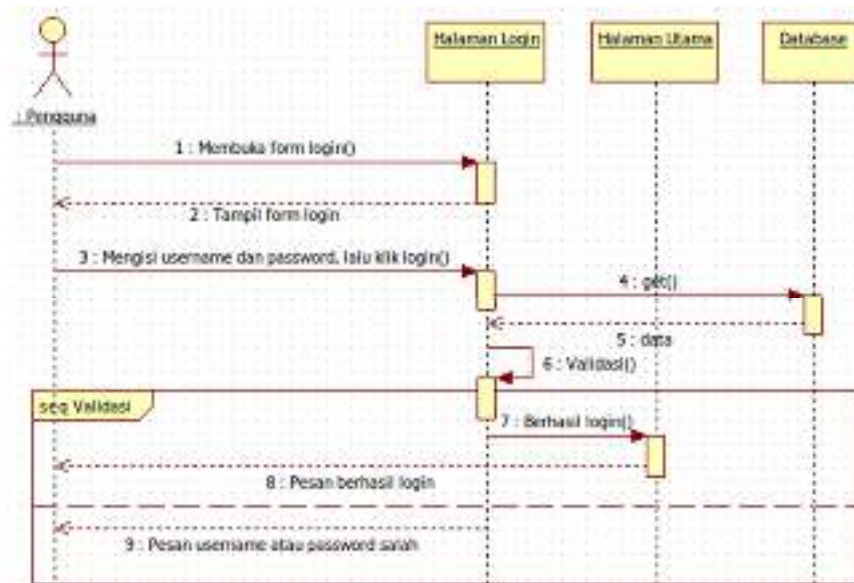 Halaman Login
Halaman Utama
Database
: Pengguna
1 : Membuka form login()
2 : Tampil form login
3 : Mengisi username dan password, lalu klik login()
4 : get()
5 : data
6 : Validasi()
seq Validasi
7 : Berhasil login()
8 : Pesan berhasil login
9 : Pesan username atau password salah